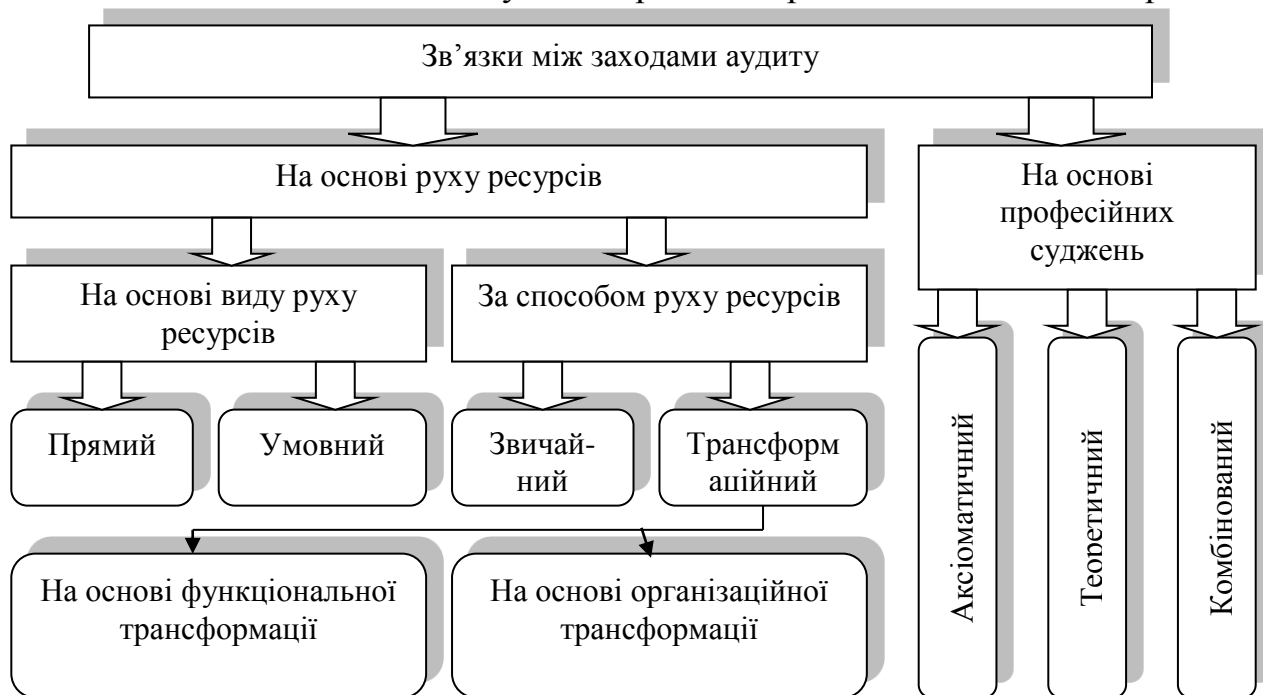 Зв’язки між заходами аудиту
На основі руху ресурсів
На основі
професійних
суджень
На основі виду руху
ресурсів
За способом руху ресурсів
Прямий
Умовний
Звичай-
ний
Трансформ
аційний
Аксіоматичний
Теоретичний
Комбінований
На основі функціональної
трансформації
На основі організаційної
трансформації